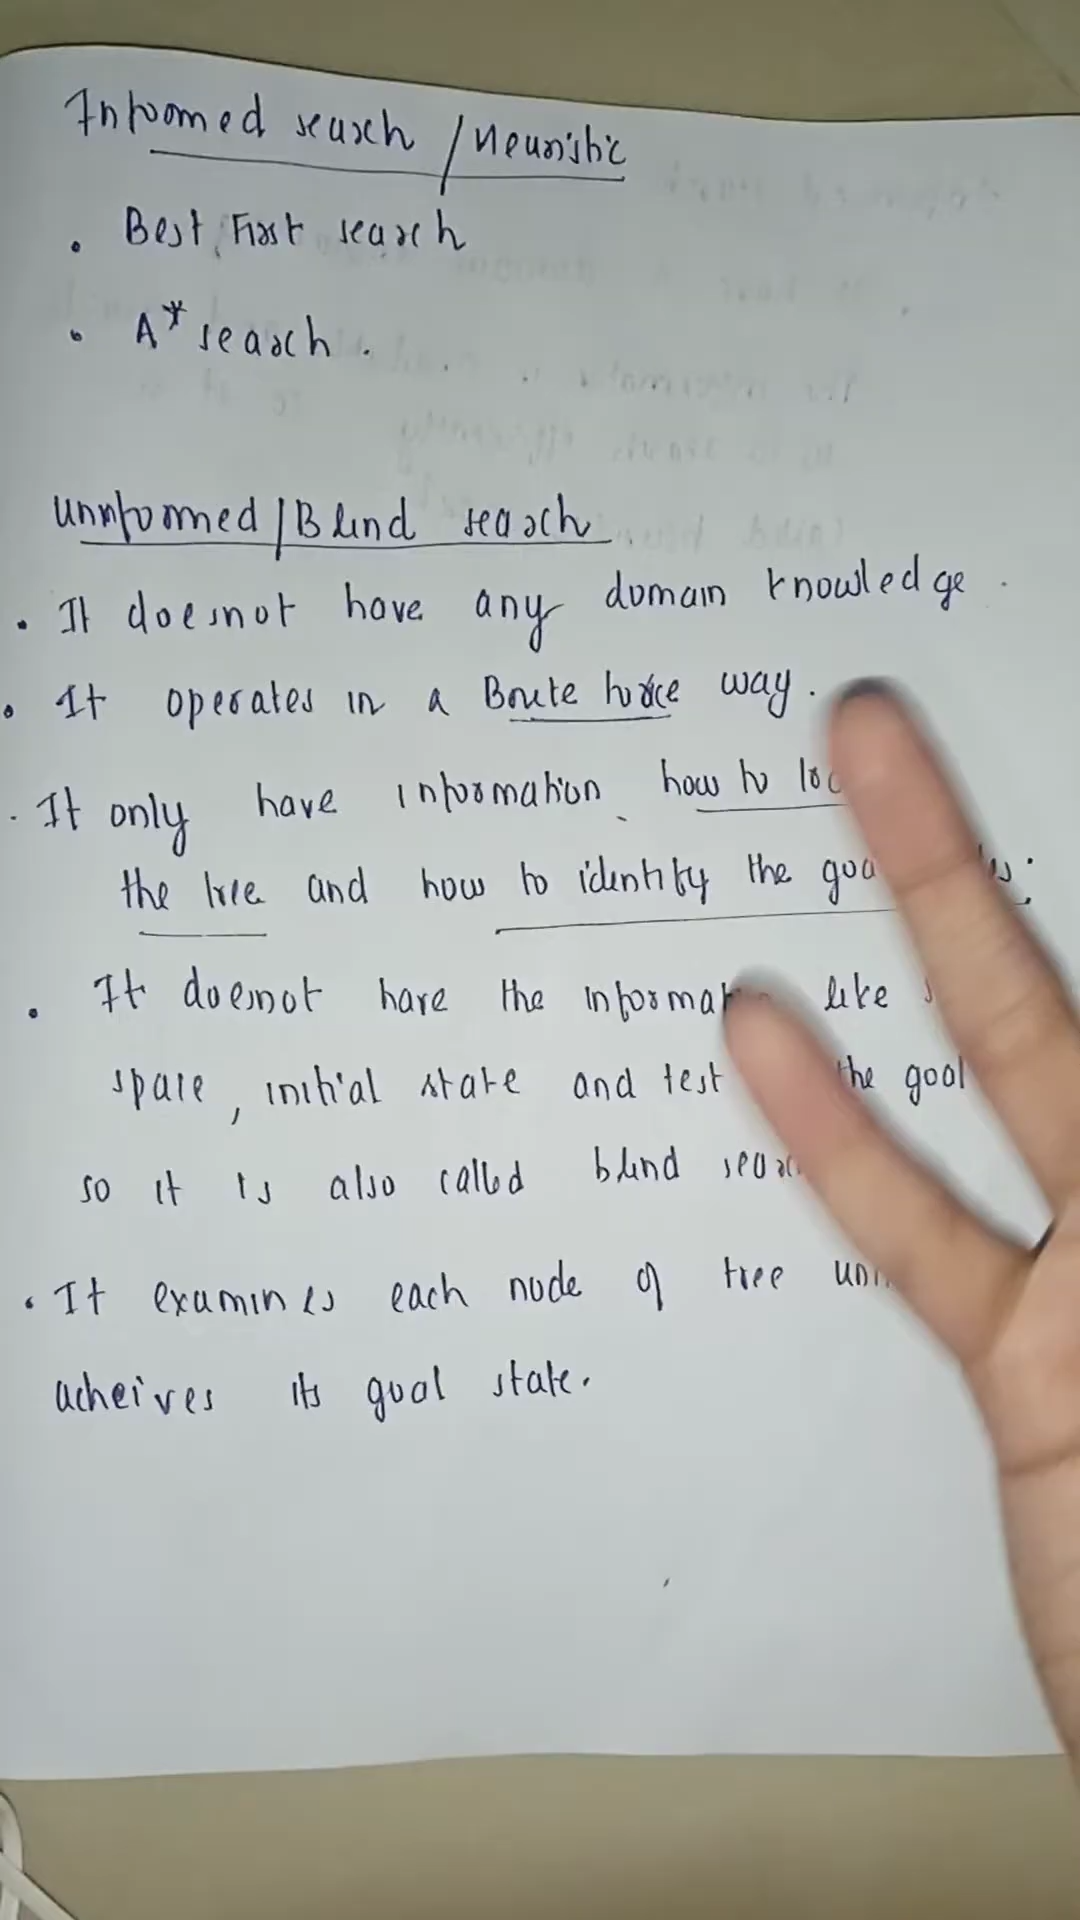 Informed search / Heuristic
• Best First search
• A* search.
Uninformed / Blind search
• It doesnot have any domain knowledge.
• It operates in a Brute force way.
• It only have information how to
the tree and how to identify the
• It doesnot have the like
space, initial state and test the goal
so it is also called blind
• It examines each node of tree
acheives its goal state.